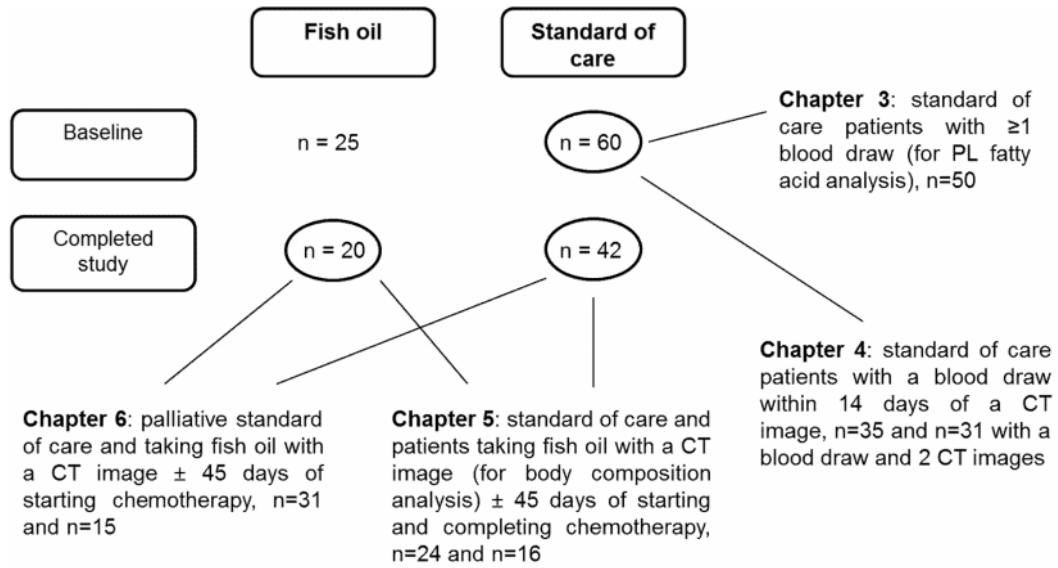 Fish oil
Standard of
care
Baseline
n = 25
n = 60
Chapter 3: standard of
care patients with ≥1
blood draw (for PL fatty
acid analysis), n=50
Completed
study
n = 20
n = 42
Chapter 4: standard of care
patients with a blood draw
within 14 days of a CT
image, n=35 and n=31 with a
blood draw and 2 CT images
Chapter 6: palliative standard
of care and taking fish oil with
a CT image ± 45 days of
starting chemotherapy, n=31
and n=15
Chapter 5: standard of care and
patients taking fish oil with a CT
image (for body composition
analysis) ± 45 days of starting
and completing chemotherapy,
n=24 and n=16